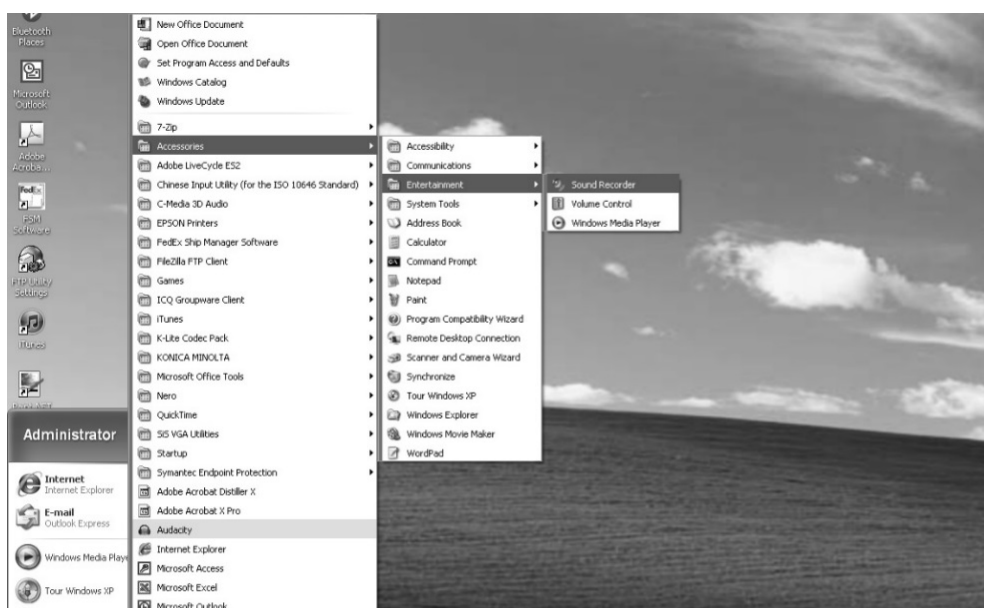 Bluetooth
Places
Microsoft
Outlook
Adobe
Acroba...
FedEx
FSM
Software
FTP Utility
Settings
iTunes
Administrator
Internet
Internet Explorer
E-mail
Outlook Express
Windows Media Playe
Tour Windows XP
New Office Document
Open Office Document
Set Program Access and Defaults
Windows Catalog
Windows Update
7-Zip
Accessories
Adobe LiveCycle ES2
Chinese Input Utility (for the ISO 10646 Standard)
C-Media 3D Audio
EPSON Printers
FedEx Ship Manager Software
FileZilla FTP Client
Games
ICQ Groupware Client
iTunes
K-Lite Codec Pack
KONICA MINOLTA
Microsoft Office Tools
Nero
QuickTime
SiS VGA Utilities
Startup
Symantec Endpoint Protection
Adobe Acrobat Distiller X
Adobe Acrobat X Pro
Audacity
Internet Explorer
Microsoft Access
Microsoft Excel
Microsoft Outlook
Accessibility
Communications
Entertainment
System Tools
Address Book
Calculator
Command Prompt
Notepad
Paint
Program Compatibility Wizard
Remote Desktop Connection
Scanner and Camera Wizard
Synchronize
Tour Windows XP
Windows Explorer
Windows Movie Maker
WordPad
Sound Recorder
Volume Control
Windows Media Player